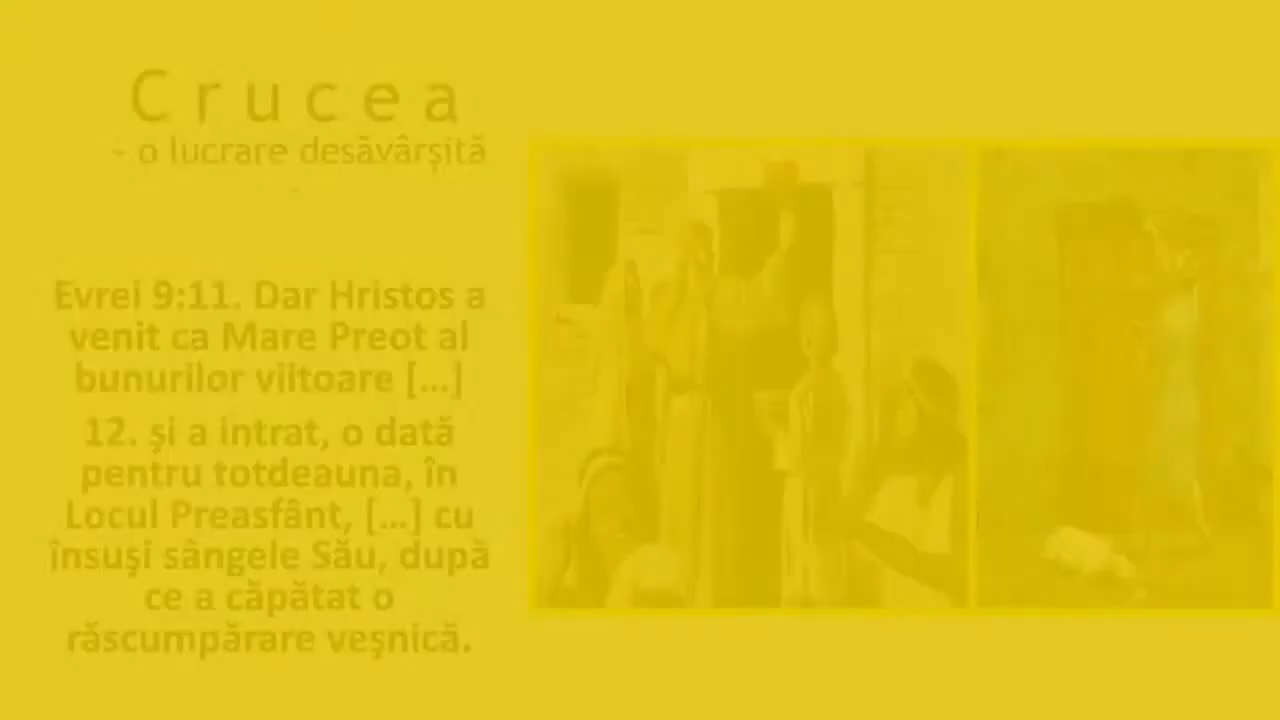 Crucea
- o lucrare desăvârșită
-
Evrei 9:11. Dar Hristos a
venit ca Mare Preot al
bunurilor viitoare [...]
12. şi a intrat, o dată
pentru totdeauna, în
Locul Preasfânt, [...] cu
însuşi sângele Său, după
ce a căpătat o
răscumpărare veşnică.